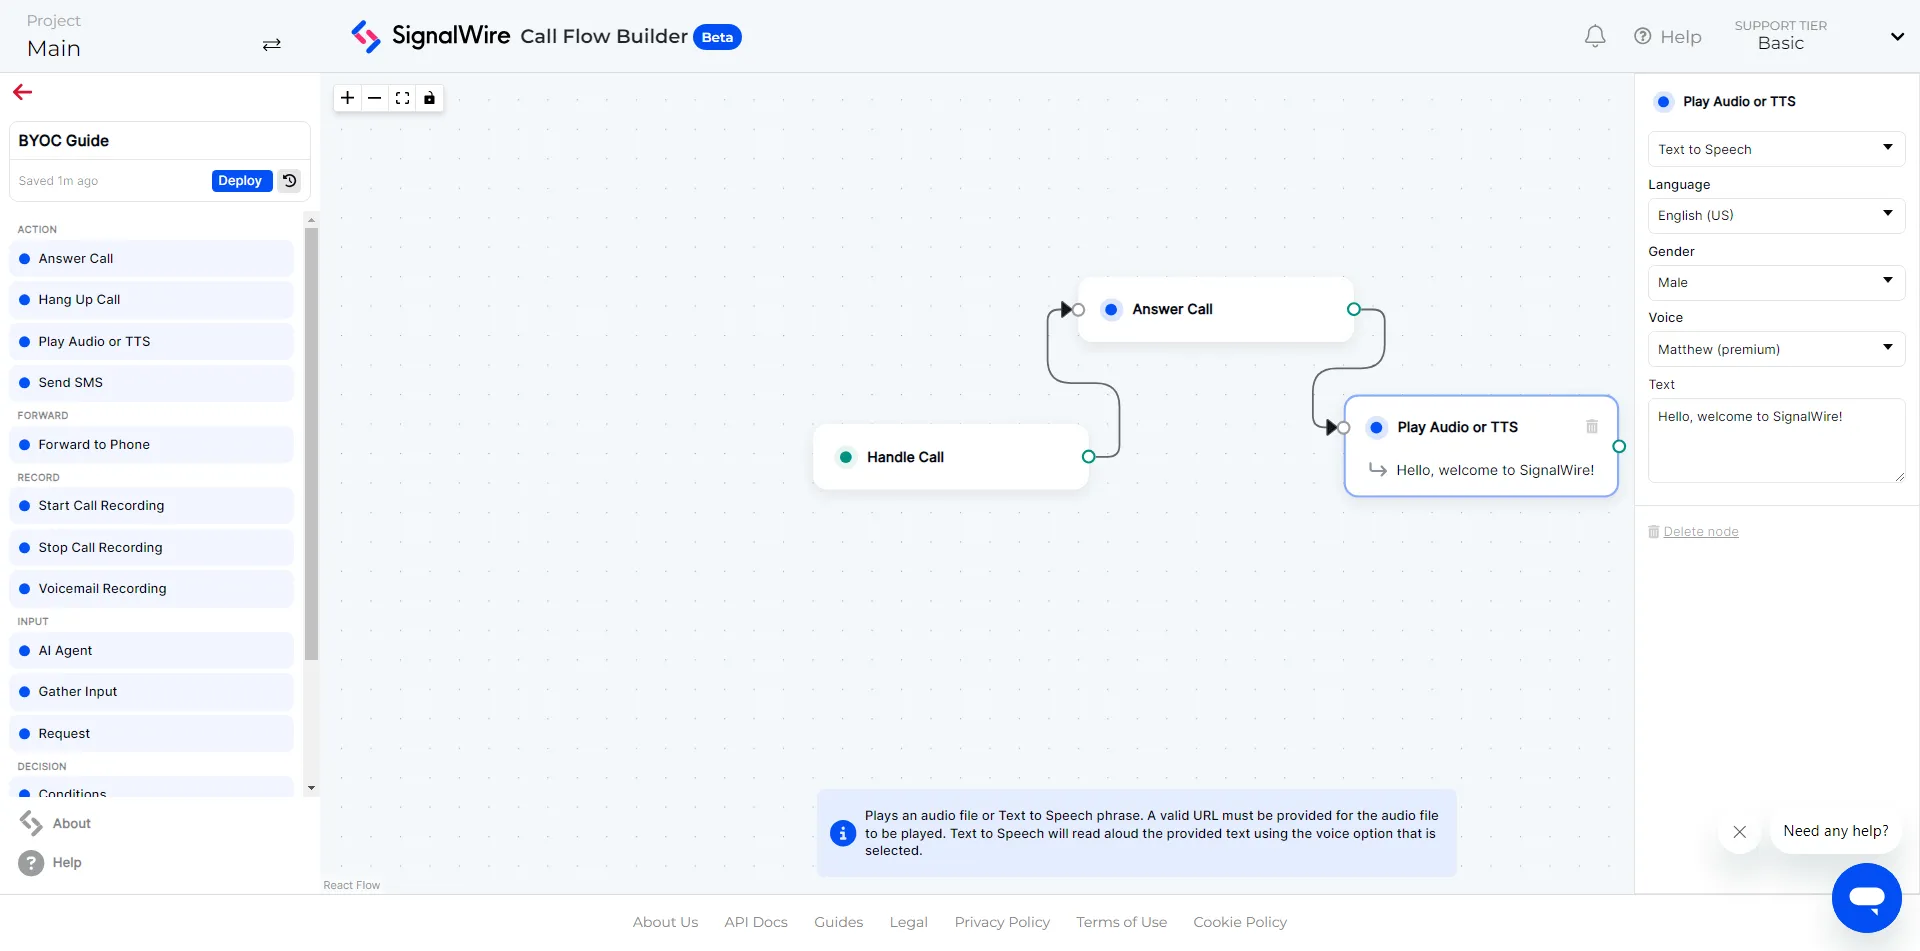 Project
Main
SignalWire Call Flow Builder Beta
Help
SUPPORT TIER
Basic
BYOC Guide
Saved 1m ago
Deploy
ACTION
Answer Call
Hang Up Call
Play Audio or TTS
Send SMS
FORWARD
Forward to Phone
RECORD
Start Call Recording
Stop Call Recording
Voicemail Recording
INPUT
AI Agent
Gather Input
Request
DECISION
Conditions
About
Help
Handle Call
Answer Call
Play Audio or TTS
Hello, welcome to SignalWire!
Plays an audio file or Text to Speech phrase. A valid URL must be provided for the audio file
to be played. Text to Speech will read aloud the provided text using the voice option that is
selected.
React Flow
Play Audio or TTS
Text to Speech
Language
English (US)
Gender
Male
Voice
Matthew (premium)
Text
Hello, welcome to SignalWire!
Delete node
Need any help?
About Us API Docs Guides Legal Privacy Policy Terms of Use Cookie Policy